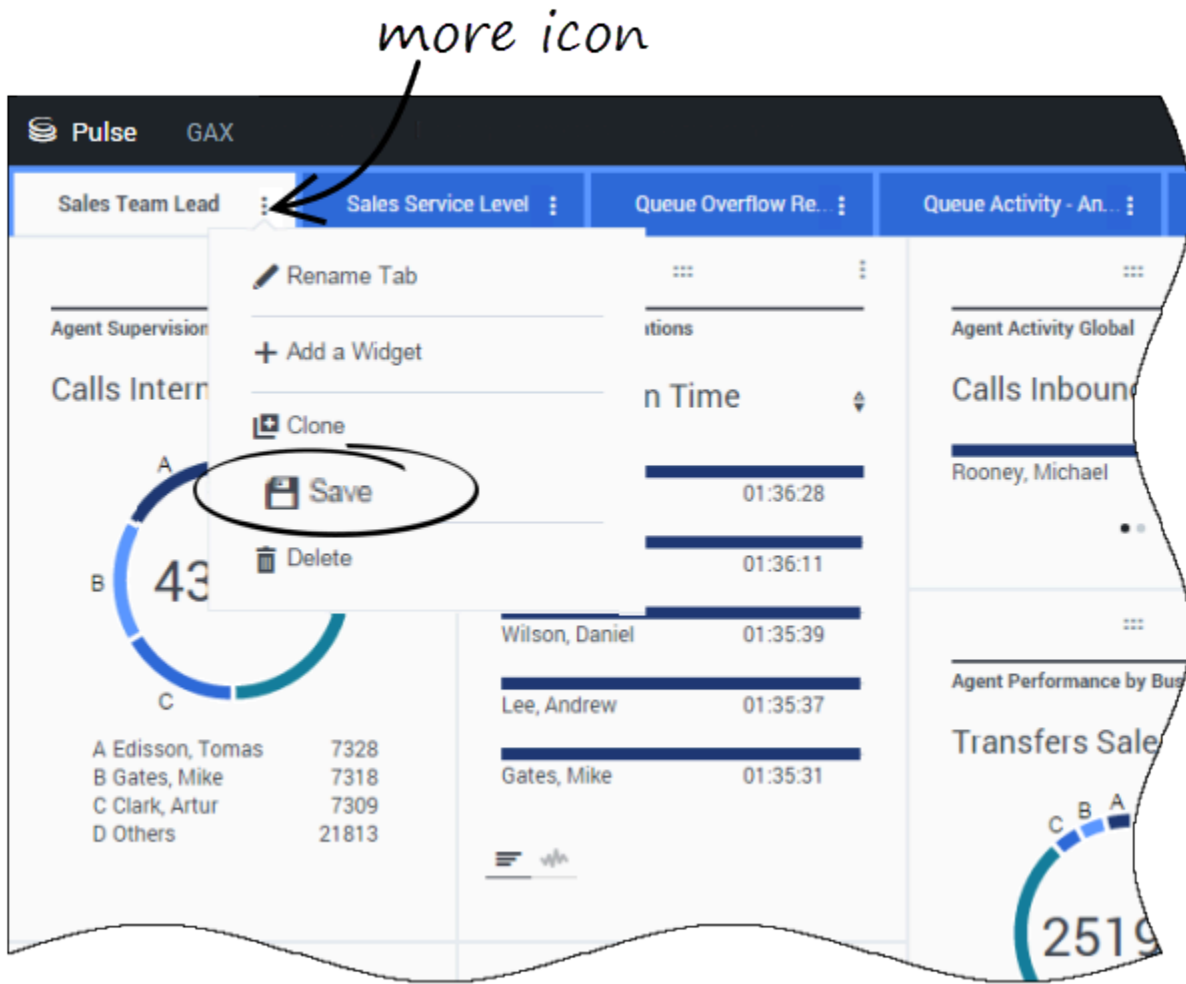 more icon
Pulse GAX
Sales Team Lead
Sales Service Level
Queue Overflow Re...
Queue Activity - An...
Rename Tab
Add a Widget
Clone
Save
Delete
Agent Supervision
Calls Intern
A
B
C
43
A Edisson, Tomas 7328
B Gates, Mike 7318
C Clark, Artur 7309
D Others 21813
n Time
01:36:28
01:36:11
Wilson, Daniel 01:35:39
Lee, Andrew 01:35:37
Gates, Mike 01:35:31
Agent Activity Global
Calls Inbound
Rooney, Michael
Agent Performance by Bus
Transfers Sale
C B A
2519